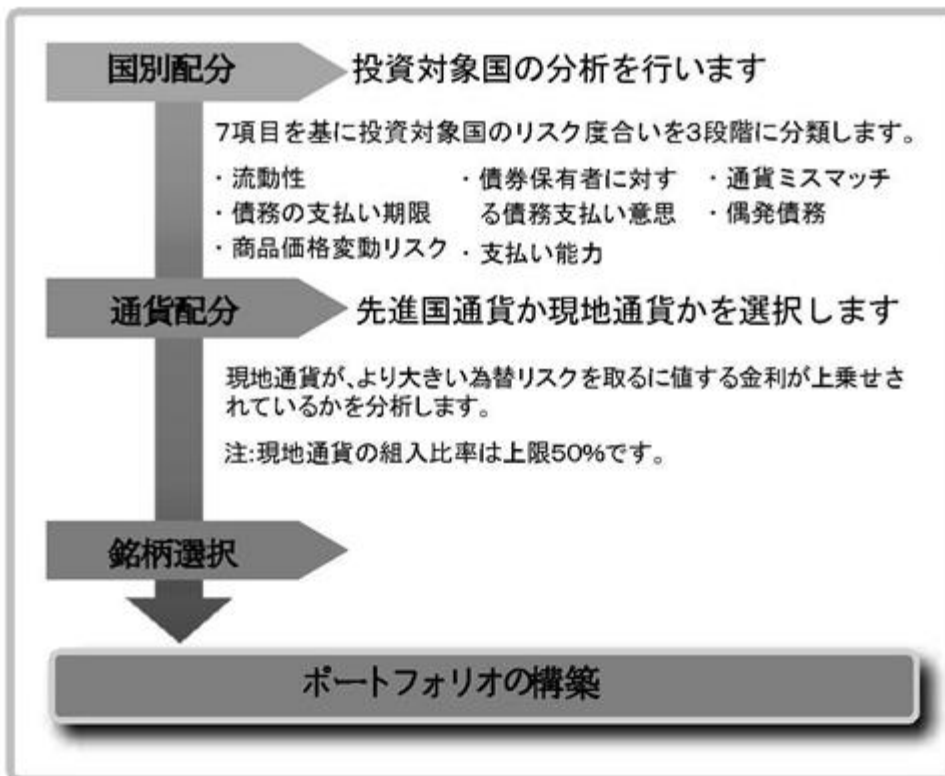 国別配分
投資対象国の分析を行います
7項目を基に投資対象国のリスク度合いを3段階に分類します。
・流動性
・債務の支払い期限
・商品価格変動リスク
・債券保有者に対す
る債務支払い意思
・支払い能力
・通貨ミスマッチ
・偶発債務
通貨配分
先進国通貨か現地通貨かを選択します
現地通貨が、より大きい為替リスクを取るに値する金利が上乗せさ
れているかを分析します。
注:現地通貨の組入比率は上限50%です。
銘柄選択
ポートフォリオの構築